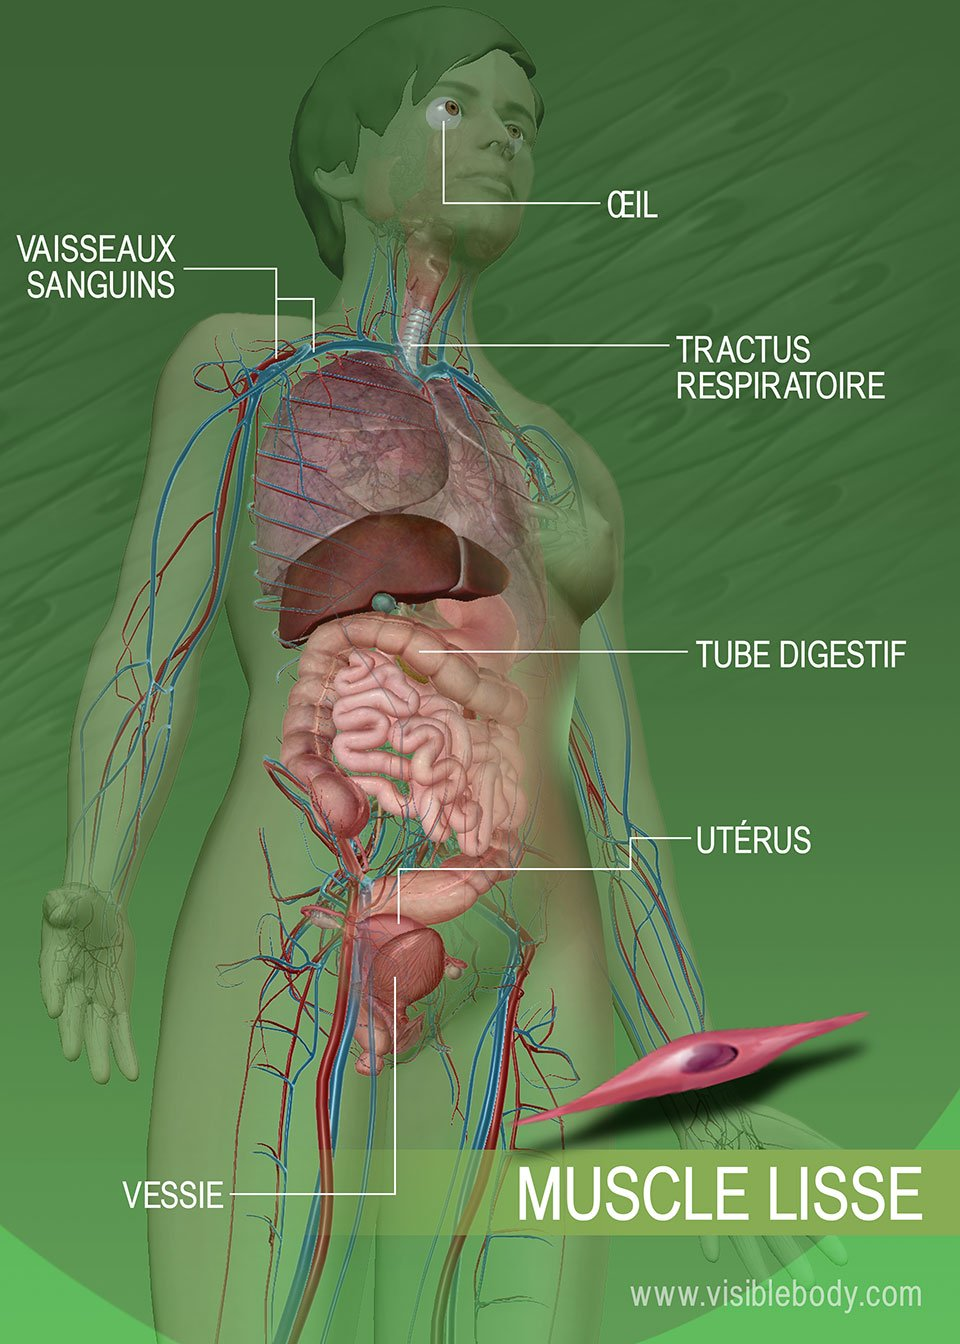 ŒIL
VAISSEAUX
SANGUINS
TRACTUS
RESPIRATOIRE
TUBE DIGESTIF
UTÉRUS
VESSIE
MUSCLE LISSE
www.visiblebody.com